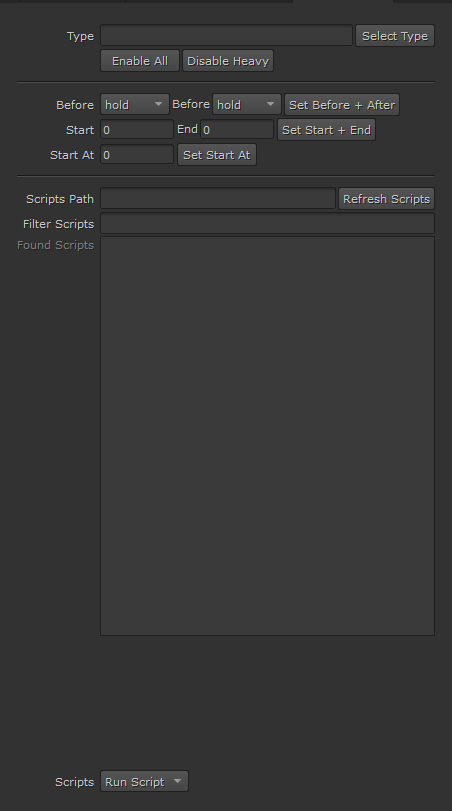 Type Select Type
Enable All Disable Heavy
Before hold Before hold Set Before + After
Start 0 End 0 Set Start + End
Start At 0 Set Start At
Scripts Path Refresh Scripts
Filter Scripts
Found Scripts
Scripts Run Script